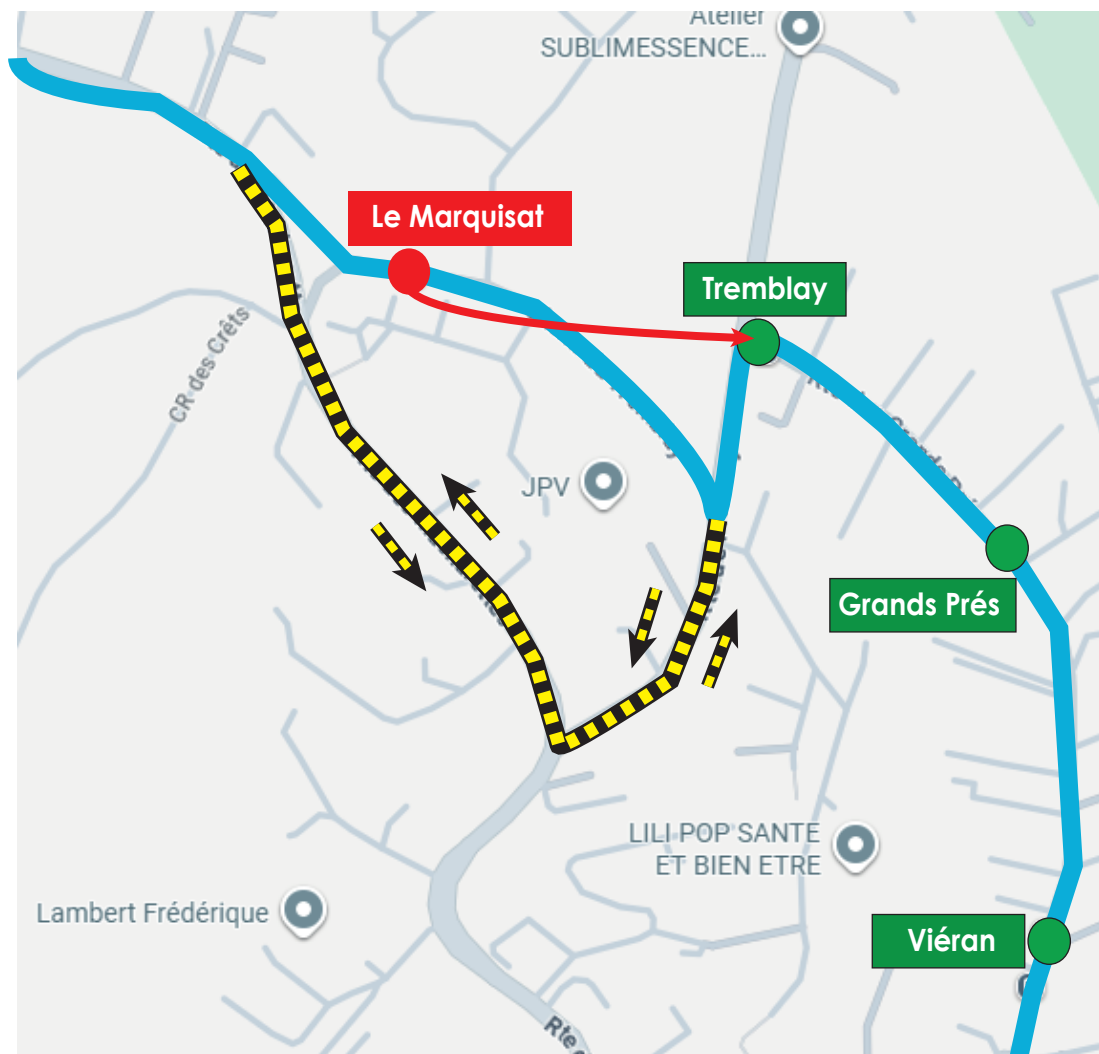 Atelier
SUBLIMESSENCE...
Le Marquisat
Tremblay
CR des Crêts
JPV
Grands Prés
LILI POP SANTE
ET BIEN ETRE
Lambert Frédérique
Viéran
Rte